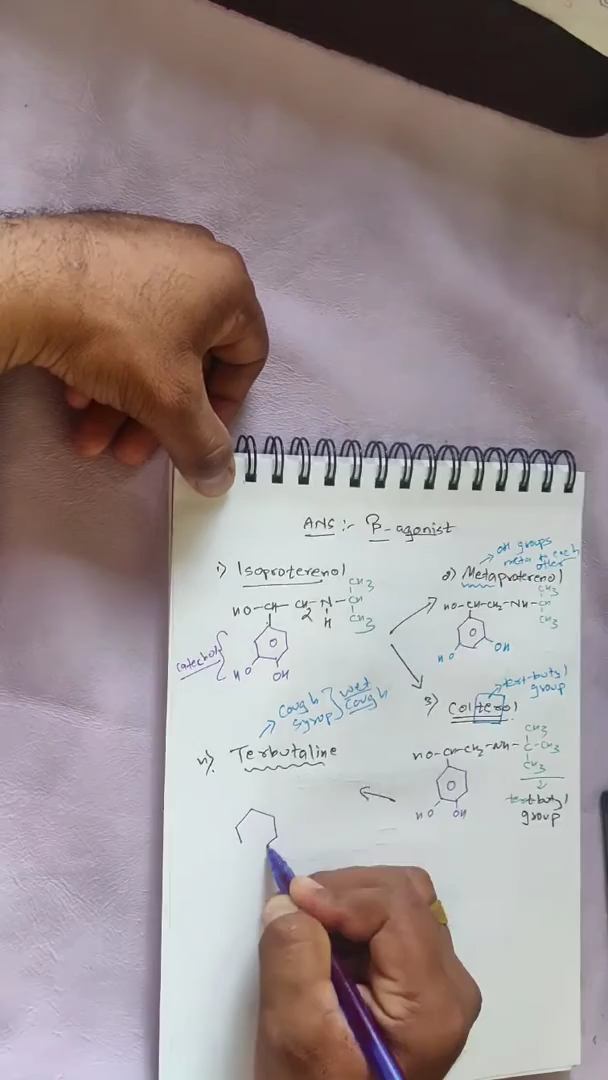 ANS :- β-agonist
1) Isoproterenol
HO-CH-CH2-N-CH
CH3
CH3
H
catechol
HO
OH
2) Metaproterenol
OH groups
meta to each
other
HO-CH-CH2-NH-CH
CH3
CH3
HO
OH
3) Colterol
tert-butyl
group
HO-CH-CH2-NH-C-CH3
CH3
CH3
HO
OH
tert-butyl
group
Terbutaline
cough
syrup
wet
cough